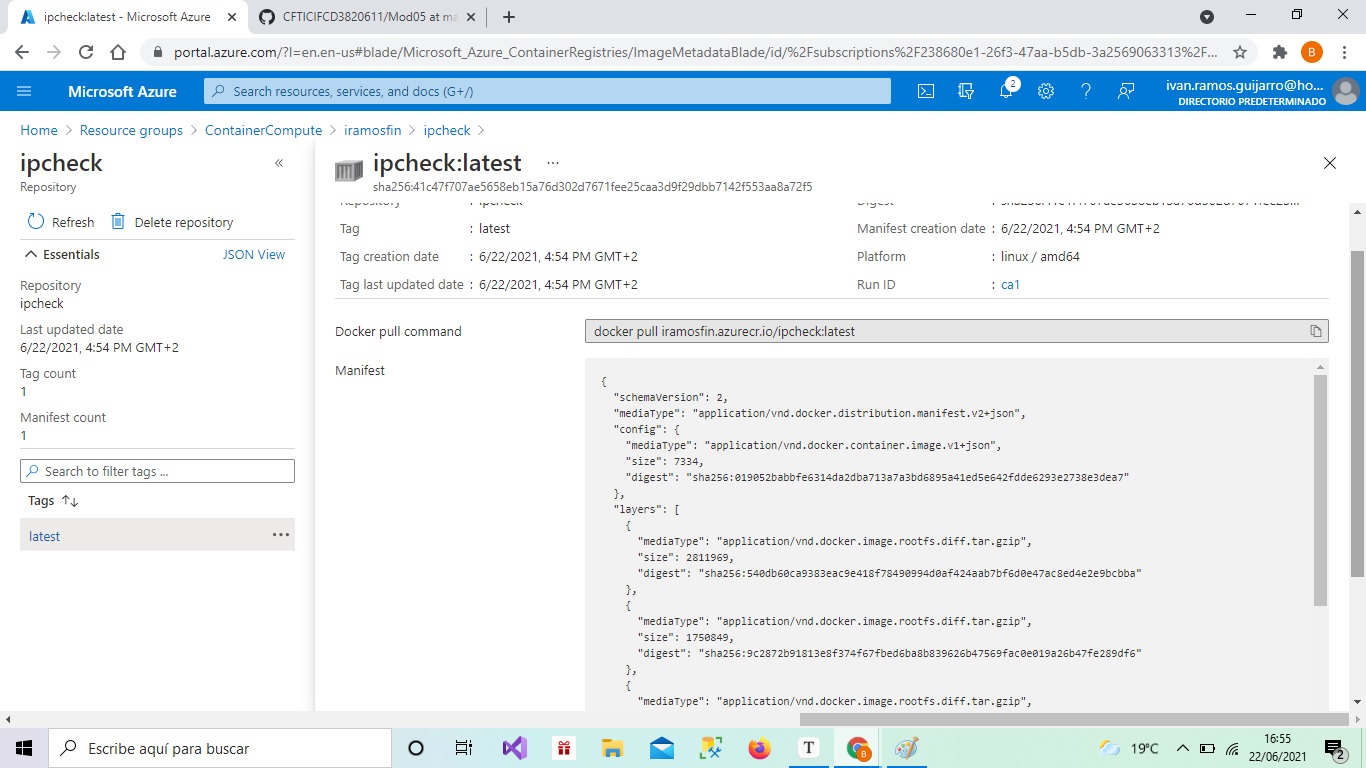 ipcheck:latest - Microsoft Azure
CFTICIFCD3820611/Mod05 at ma
portal.azure.com/?l=en.en-us#blade/Microsoft_Azure_ContainerRegistries/ImageMetadataBlade/id/%2Fsubscriptions%2F238680e1-26f3-47aa-b5db-3a2569063313%2F...
B
Microsoft Azure
Search resources, services, and docs (G+/)
2
ivan.ramos.guijarro@ho...
DIRECTORIO PREDETERMINADO
Home > Resource groups > ContainerCompute > iramosfin > ipcheck >
ipcheck
Repository
Refresh
Delete repository
Essentials
JSON View
Repository
ipcheck
Last updated date
6/22/2021, 4:54 PM GMT+2
Tag count
1
Manifest count
1
Search to filter tags ...
Tags
latest
ipcheck:latest
sha256:41c47f707ae5658eb15a76d302d7671fee25caa3d9f29dbb7142f553aa8a72f5
Repository : ipcheck
Digest
Tag : latest
Manifest creation date : 6/22/2021, 4:54 PM GMT+2
Tag creation date : 6/22/2021, 4:54 PM GMT+2
Platform : linux / amd64
Tag last updated date : 6/22/2021, 4:54 PM GMT+2
Run ID : ca1
Docker pull command
docker pull iramosfin.azurecr.io/ipcheck:latest
Manifest
{
"schemaVersion": 2,
"mediaType": "application/vnd.docker.distribution.manifest.v2+json",
"config": {
"mediaType": "application/vnd.docker.container.image.v1+json",
"size": 7334,
"digest": "sha256:019052babbfe6314da2dba713a7a3bd6895a41ed5e642fdde6293e2738e3dea7"
},
"layers": [
{
"mediaType": "application/vnd.docker.image.rootfs.diff.tar.gzip",
"size": 2811969,
"digest": "sha256:540db60ca9383eac9e418f78490994d0af424aab7bf6d0e47ac8ed4e2e9bcbba"
},
{
"mediaType": "application/vnd.docker.image.rootfs.diff.tar.gzip",
"size": 1750849,
"digest": "sha256:9c2872b91813e8f374f67fbed6ba8b839626b47569fac0e019a26b47fe289df6"
},
{
"mediaType": "application/vnd.docker.image.rootfs.diff.tar.gzip",
Escribe aquí para buscar
T
B
19°C
16:55
22/06/2021
2